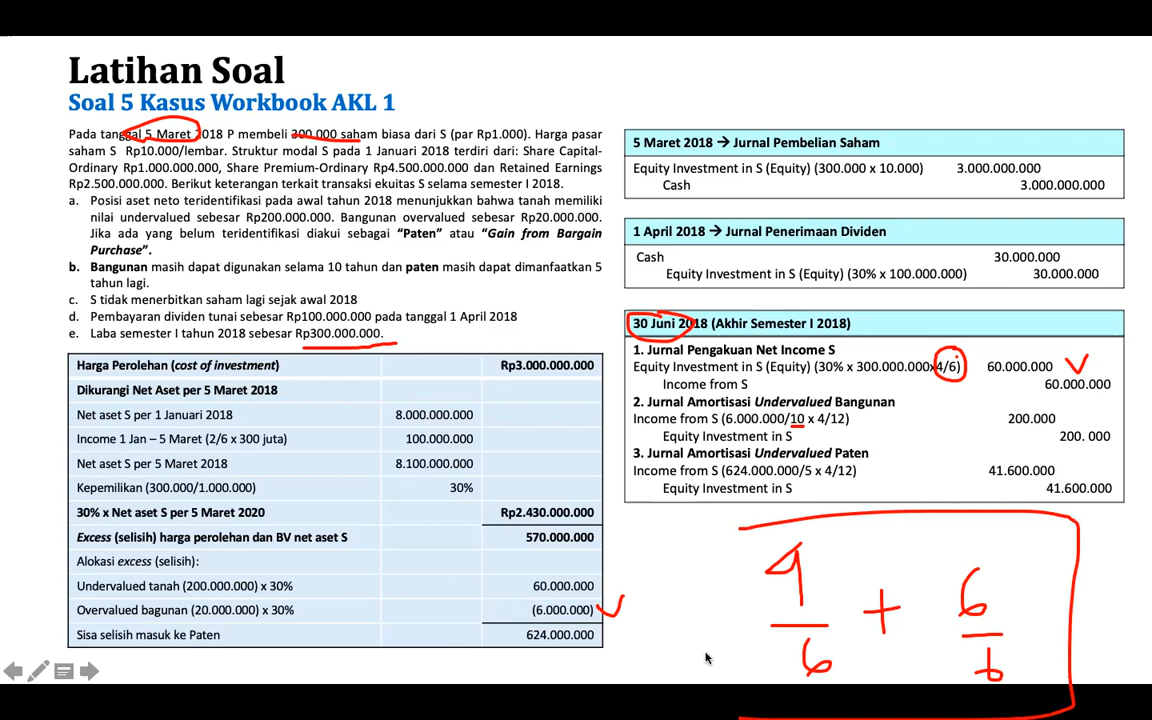 Latihan Soal
Soal 5 Kasus Workbook AKL 1
Pada tanggal 5 Maret 2018 P membeli 300.000 saham biasa dari S (par Rp1.000). Harga pasar
saham S Rp10.000/lembar. Struktur modal S pada 1 Januari 2018 terdiri dari: Share Capital-
Ordinary Rp1.000.000.000, Share Premium-Ordinary Rp4.500.000.000 dan Retained Earnings
Rp2.500.000.000. Berikut keterangan terkait transaksi ekuitas S selama semester I 2018.
a. Posisi aset neto teridentifikasi pada awal tahun 2018 menunjukkan bahwa tanah memiliki
nilai undervalued sebesar Rp200.000.000. Bangunan overvalued sebesar Rp20.000.000.
Jika ada yang belum teridentifikasi diakui sebagai “Paten” atau “Gain from Bargain
Purchase”.
b. Bangunan masih dapat digunakan selama 10 tahun dan paten masih dapat dimanfaatkan 5
tahun lagi.
c. S tidak menerbitkan saham lagi sejak awal 2018
d. Pembayaran dividen tunai sebesar Rp100.000.000 pada tanggal 1 April 2018
e. Laba semester I tahun 2018 sebesar Rp300.000.000.
Harga Perolehan (cost of investment) Rp3.000.000.000
Dikurangi Net Aset per 5 Maret 2018
Net aset S per 1 Januari 2018 8.000.000.000
Income 1 Jan – 5 Maret (2/6 x 300 juta) 100.000.000
Net aset S per 5 Maret 2018 8.100.000.000
Kepemilikan (300.000/1.000.000) 30%
30% x Net aset S per 5 Maret 2020 Rp2.430.000.000
Excess (selisih) harga perolehan dan BV net aset S 570.000.000
Alokasi excess (selisih):
Undervalued tanah (200.000.000) x 30% 60.000.000
Overvalued bagunan (20.000.000) x 30% (6.000.000)
Sisa selisih masuk ke Paten 624.000.000
5 Maret 2018 → Jurnal Pembelian Saham
Equity Investment in S (Equity) (300.000 x 10.000) 3.000.000.000
Cash 3.000.000.000
1 April 2018 → Jurnal Penerimaan Dividen
Cash 30.000.000
Equity Investment in S (Equity) (30% x 100.000.000) 30.000.000
30 Juni 2018 (Akhir Semester I 2018)
1. Jurnal Pengakuan Net Income S
Equity Investment in S (Equity) (30% x 300.000.000x4/6) 60.000.000
Income from S 60.000.000
2. Jurnal Amortisasi Undervalued Bangunan
Income from S (6.000.000/10 x 4/12) 200.000
Equity Investment in S 200. 000
3. Jurnal Amortisasi Undervalued Paten
Income from S (624.000.000/5 x 4/12) 41.600.000
Equity Investment in S 41.600.000